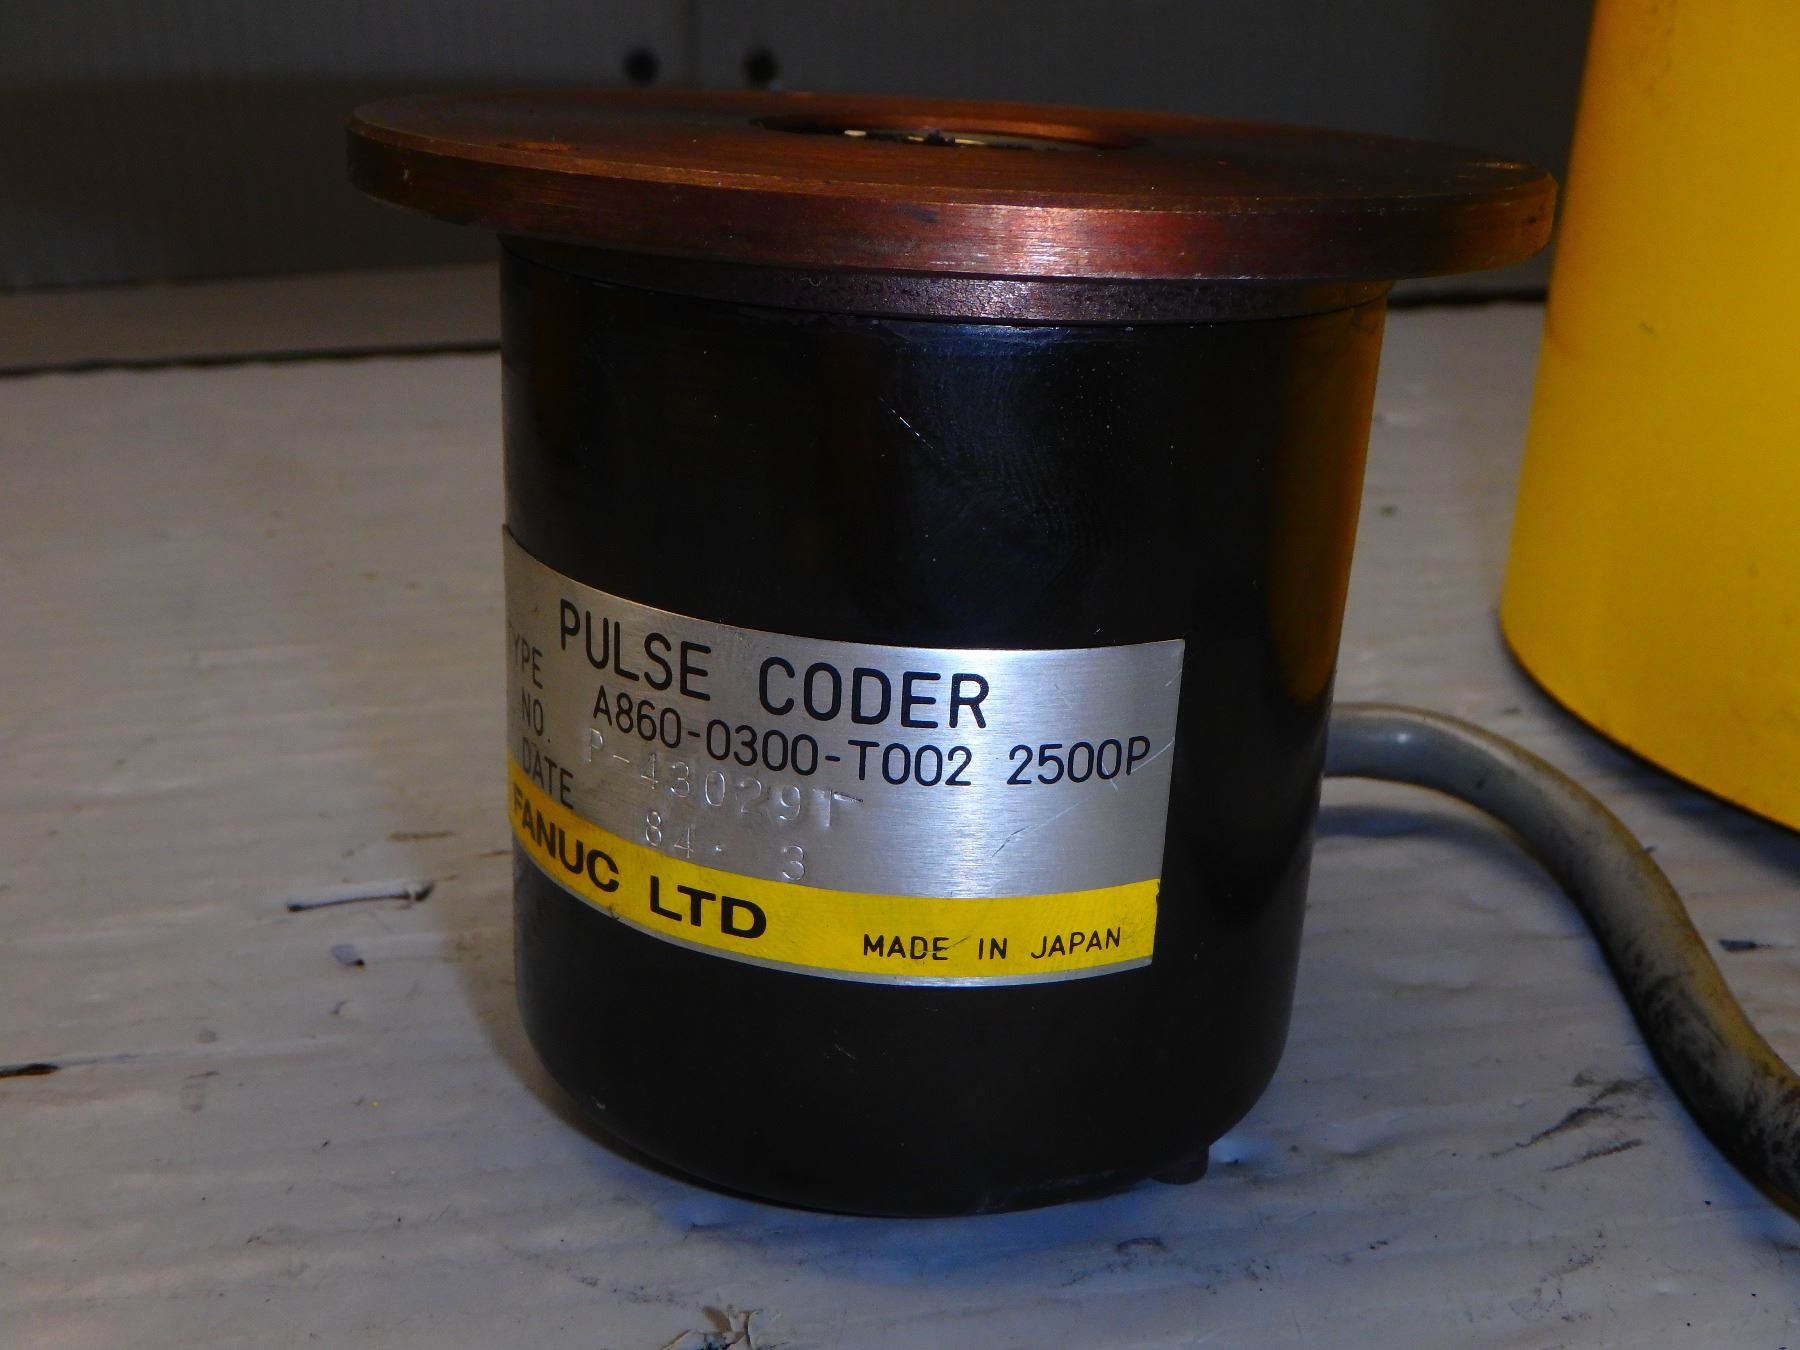 PULSE CODER
TYPE A860-0300-T002 2500P
NO. P-43029T
DATE 84. 3
FANUC LTD MADE IN JAPAN